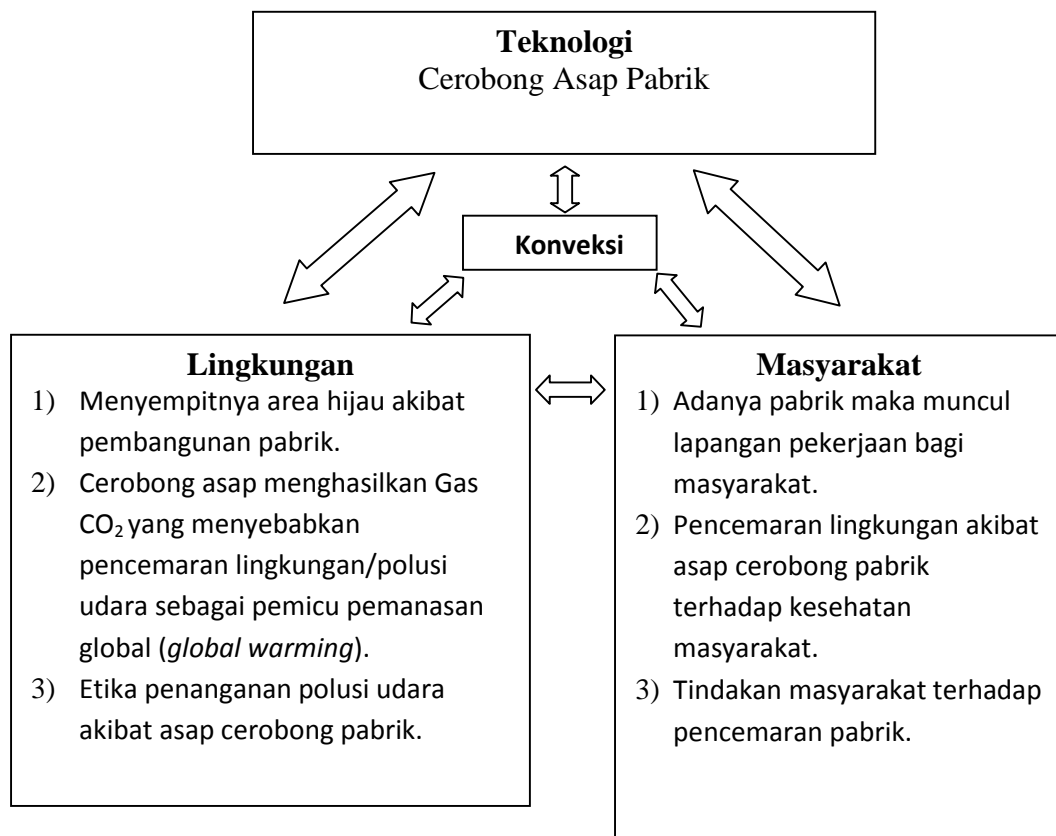 Teknologi
Cerobong Asap Pabrik
Konveksi
Lingkungan
1) Menyempitnya area hijau akibat
pembangunan pabrik.
2) Cerobong asap menghasilkan Gas
CO₂ yang menyebabkan
pencemaran lingkungan/polusi
udara sebagai pemicu pemanasan
global (global warming).
3) Etika penanganan polusi udara
akibat asap cerobong pabrik.
Masyarakat
1) Adanya pabrik maka muncul
lapangan pekerjaan bagi
masyarakat.
2) Pencemaran lingkungan akibat
asap cerobong pabrik
terhadap kesehatan
masyarakat.
3) Tindakan masyarakat terhadap
pencemaran pabrik.